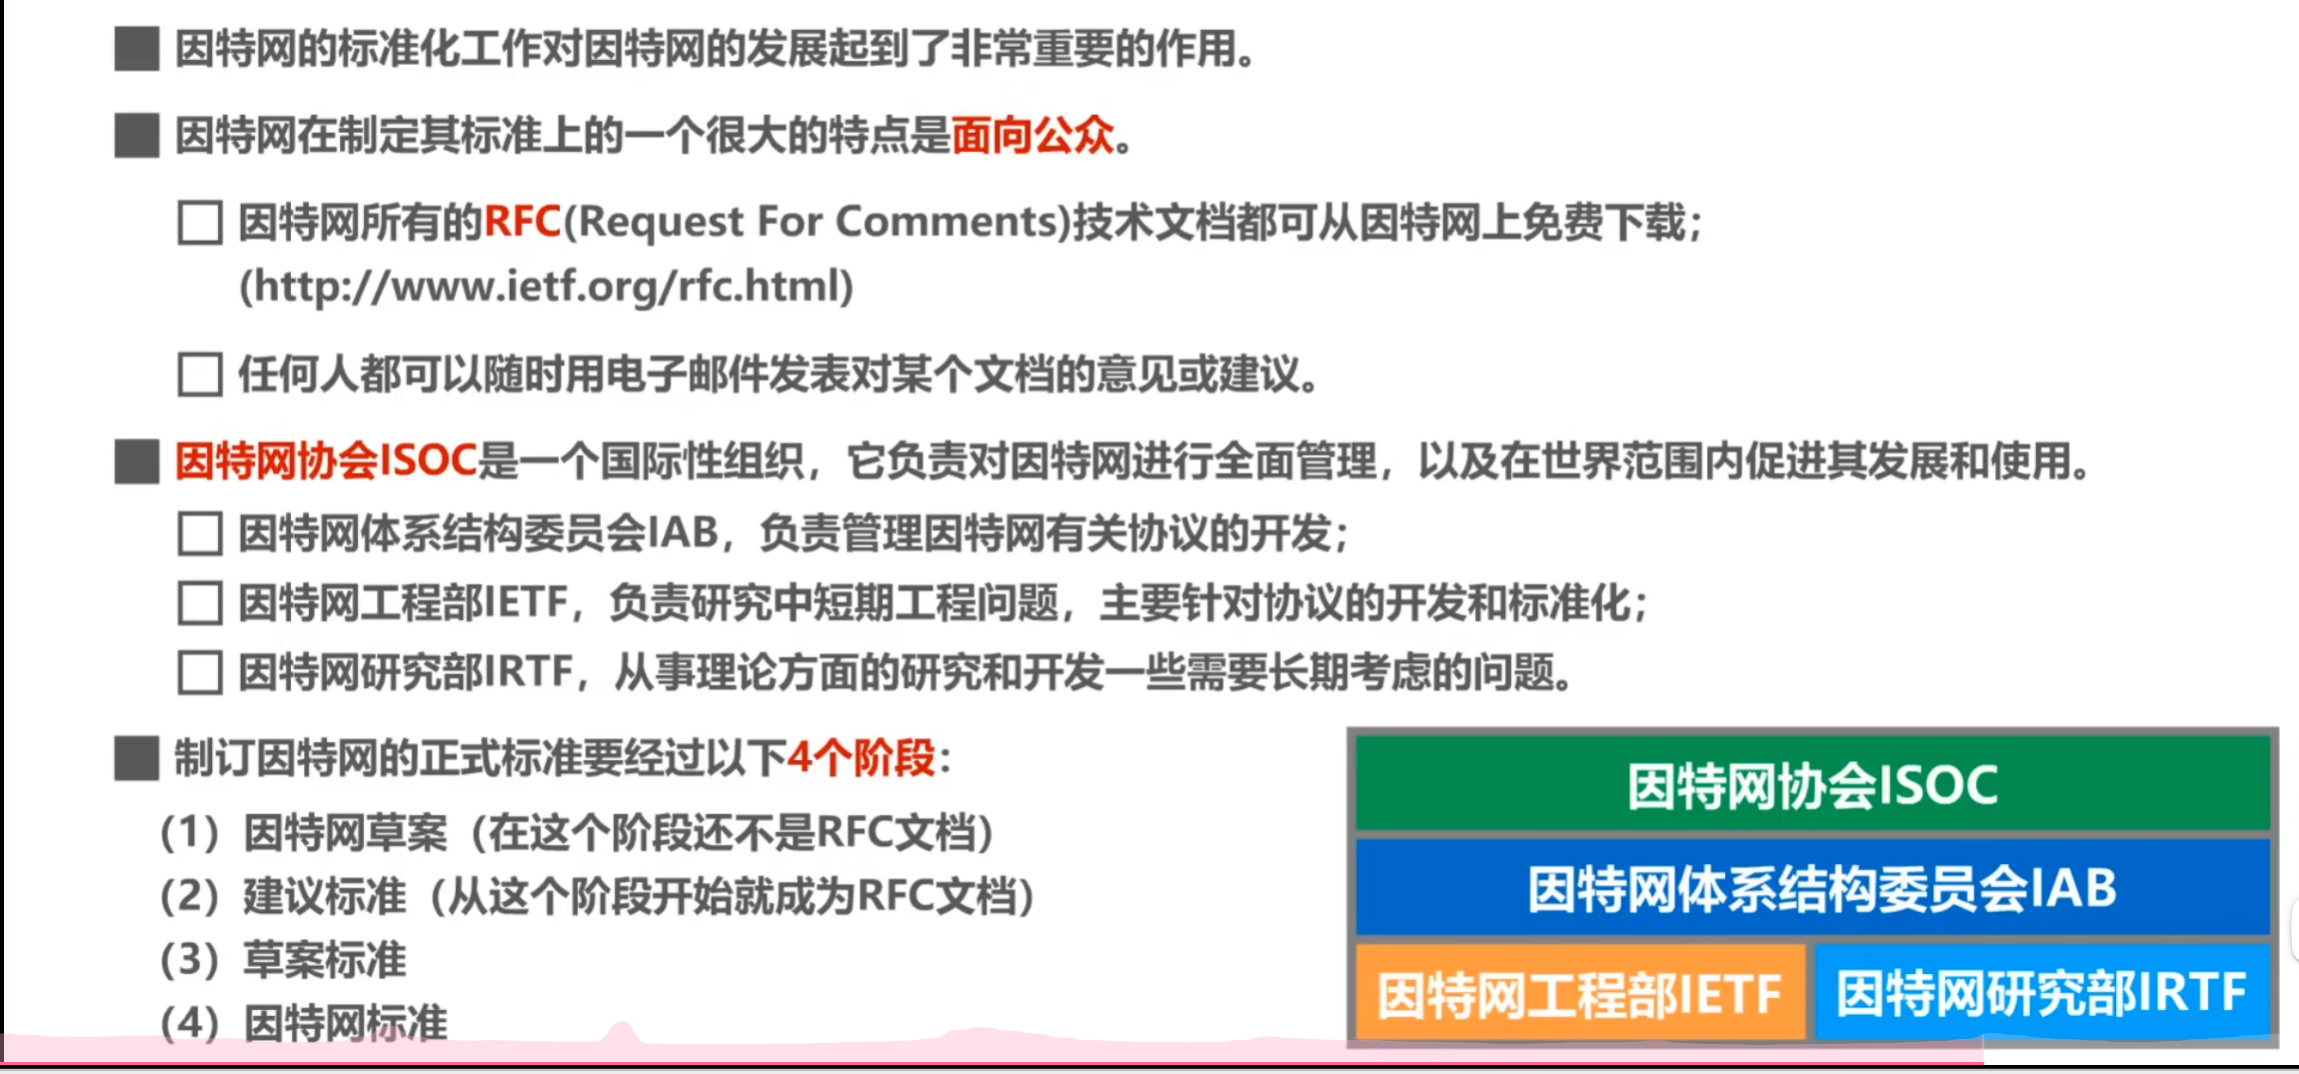 因特网的标准化工作对因特网的发展起到了非常重要的作用。
因特网在制定其标准上的一个很大的特点是面向公众。
因特网所有的RFC(Request For Comments)技术文档都可从因特网上免费下载；
(http://www.ietf.org/rfc.html)
任何人都可以随时用电子邮件发表对某个文档的意见或建议。
因特网协会ISOC是一个国际性组织，它负责对因特网进行全面管理，以及在世界范围内促进其发展和使用。
因特网体系结构委员会IAB，负责管理因特网有关协议的开发；
因特网工程部IETF，负责研究中短期工程问题，主要针对协议的开发和标准化；
因特网研究部IRTF，从事理论方面的研究和开发一些需要长期考虑的问题。
制订因特网的正式标准要经过以下4个阶段：
（1）因特网草案（在这个阶段还不是RFC文档）
（2）建议标准（从这个阶段开始就成为RFC文档）
（3）草案标准
（4）因特网标准
因特网协会ISOC
因特网体系结构委员会IAB
因特网工程部IETF
因特网研究部IRTF